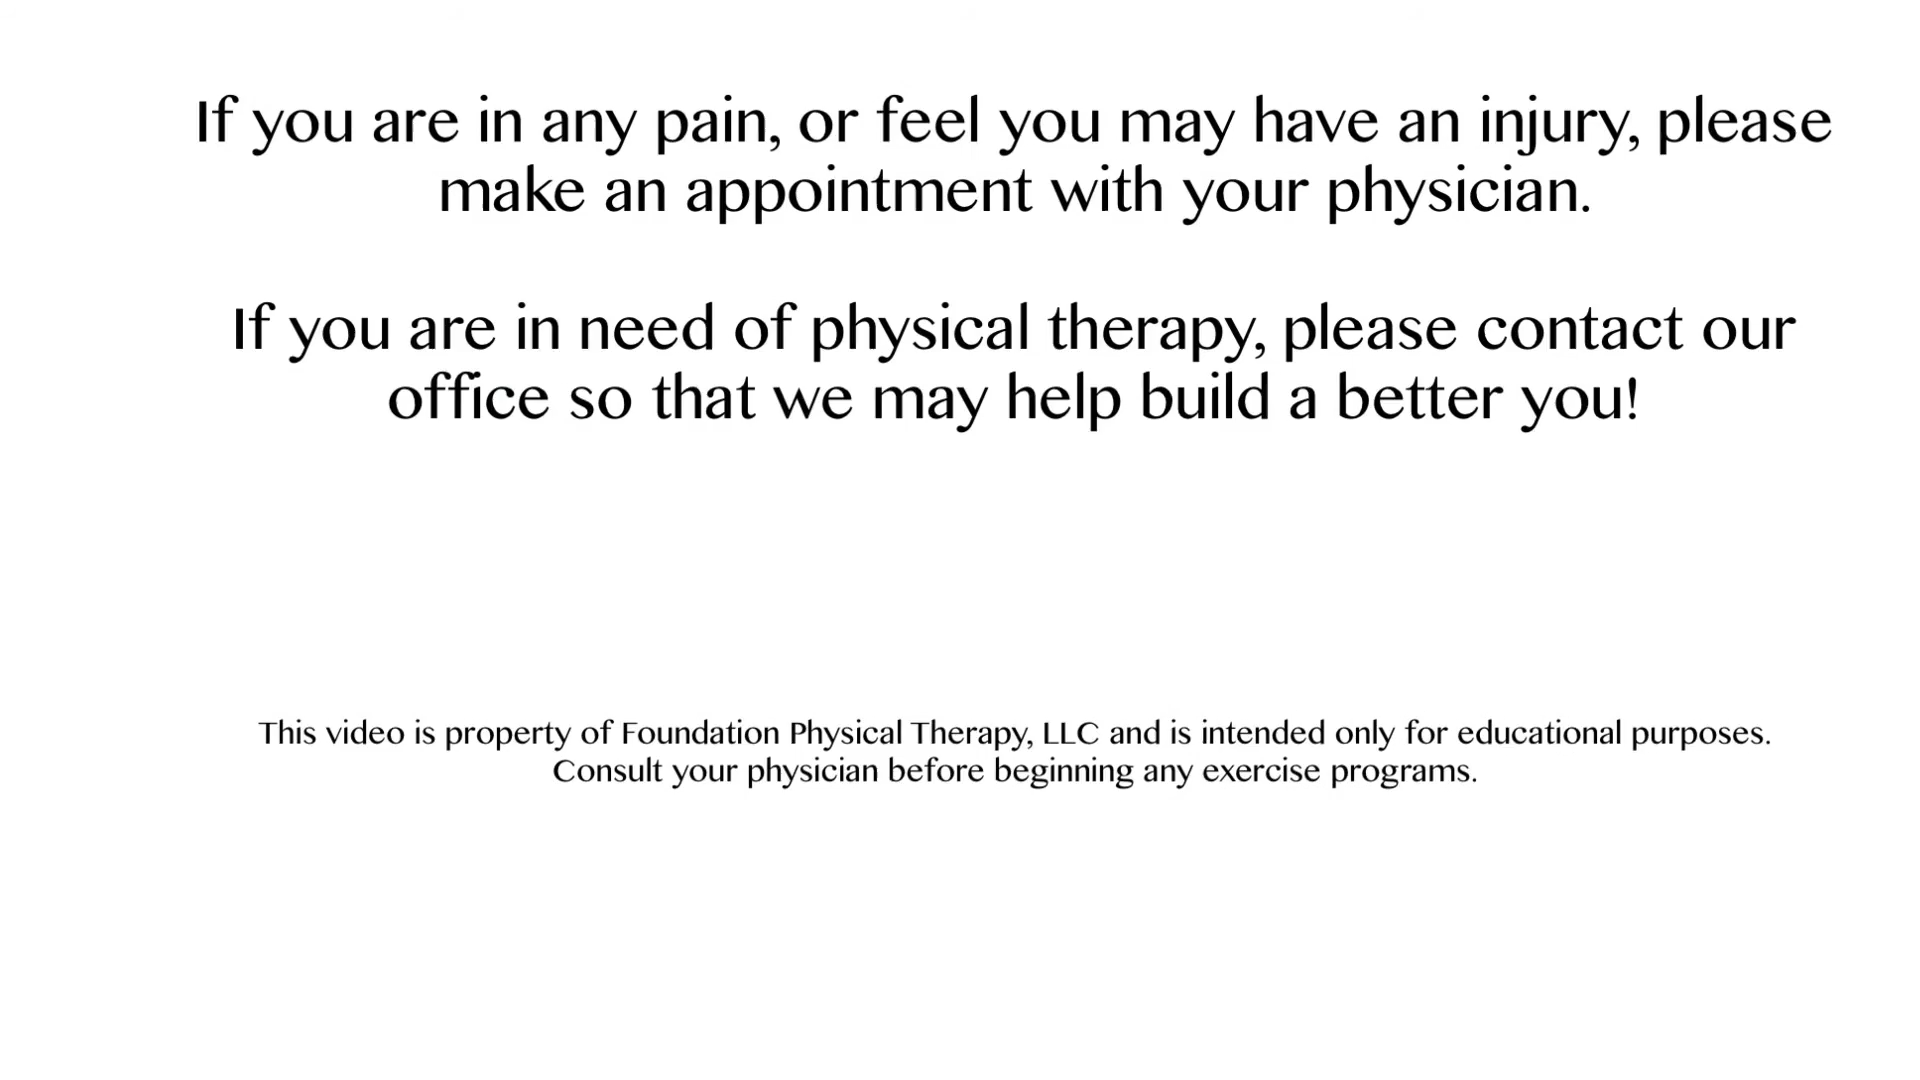 If you are in any pain, or feel you may have an injury, please
make an appointment with your physician.
If you are in need of physical therapy, please contact our
office so that we may help build a better you!
This video is property of Foundation Physical Therapy, LLC and is intended only for educational purposes.
Consult your physician before beginning any exercise programs.